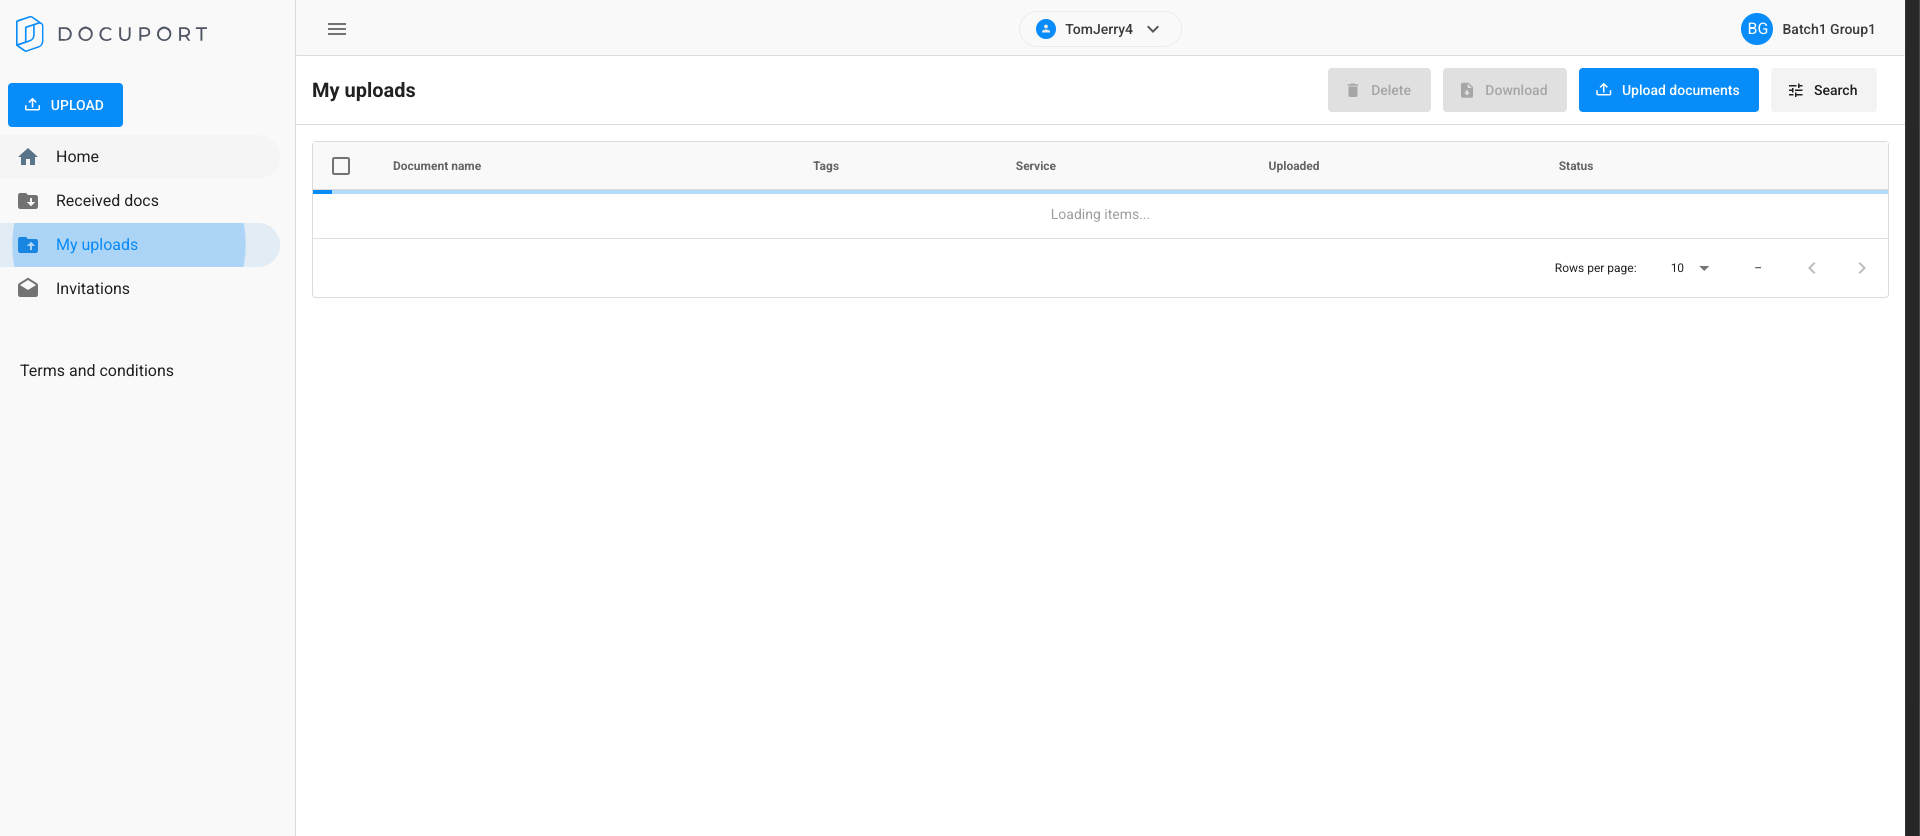 DOCUPORT
TomJerry4
BG Batch1 Group1
UPLOAD
Home
Received docs
My uploads
Invitations
Terms and conditions
My uploads
Delete
Download
Upload documents
Search
Document name Tags Service Uploaded Status
Loading items...
Rows per page: 10 –